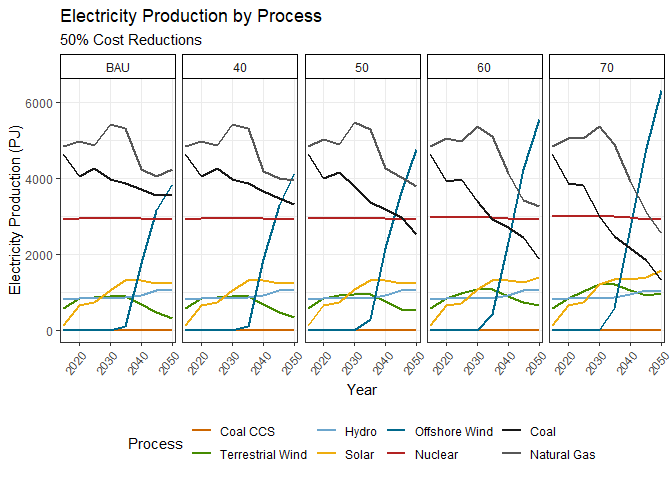 Electricity Production by Process
50% Cost Reductions
BAU 40 50 60 70
Electricity Production (PJ)
6000
4000
2000
0
2020 2030 2040 2050 2020 2030 2040 2050 2020 2030 2040 2050 2020 2030 2040 2050 2020 2030 2040 2050
Year
Process
Coal CCS Hydro Offshore Wind Coal
Terrestrial Wind Solar Nuclear Natural Gas